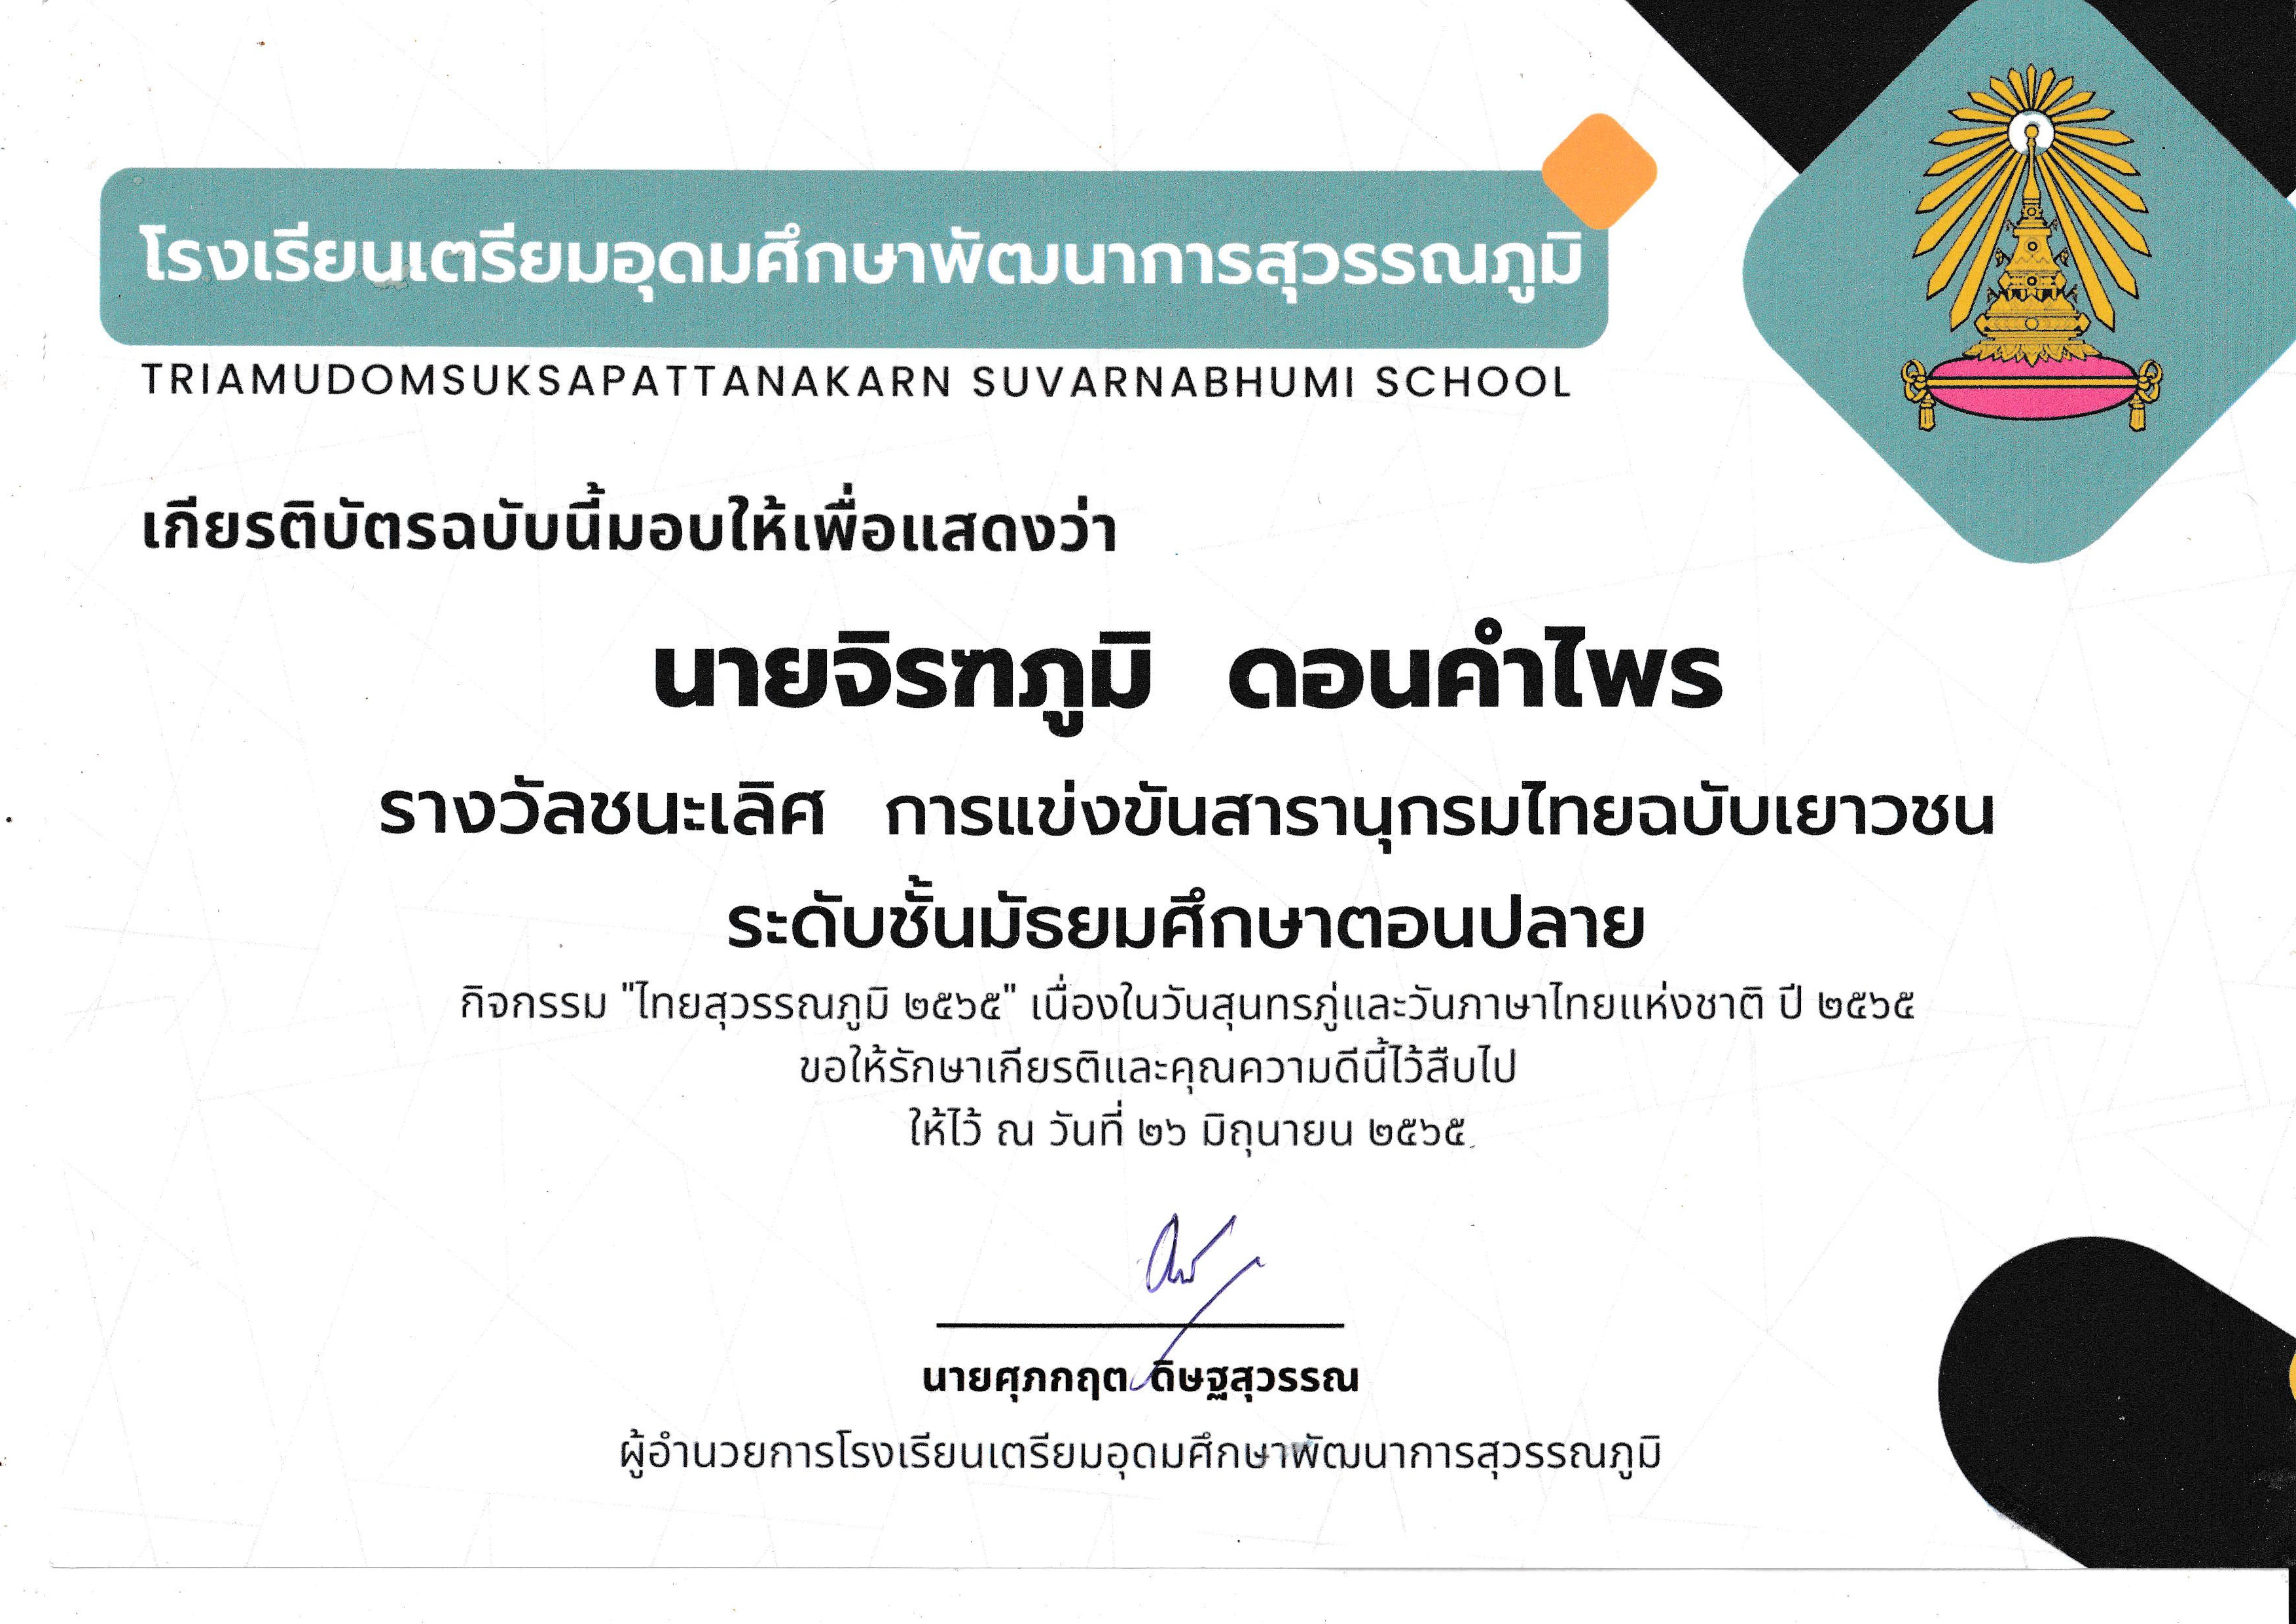 โรงเรียนเตรียมอุดมศึกษาพัฒนาการสุวรรณภูมิ
TRIAMUDOMSUKSAPATTANAKARN SUVARNABHUMI SCHOOL
เกียรติบัตรฉบับนี้มอบให้เพื่อแสดงว่า
นายจิรฑภูมิ ดอนคำไพร
รางวัลชนะเลิศ การแข่งขันสารานุกรมไทยฉบับเยาวชน
ระดับชั้นมัธยมศึกษาตอนปลาย
กิจกรรม "ไทยสุวรรณภูมิ ๒๕๖๕" เนื่องในวันสุนทรภู่และวันภาษาไทยแห่งชาติ ปี ๒๕๖๕
ขอให้รักษาเกียรติและคุณความดีนี้ไว้สืบไป
ให้ไว้ ณ วันที่ ๒๖ มิถุนายน ๒๕๖๕
นายศุภกฤต ดิษฐสุวรรณ
ผู้อำนวยการโรงเรียนเตรียมอุดมศึกษาพัฒนาการสุวรรณภูมิ